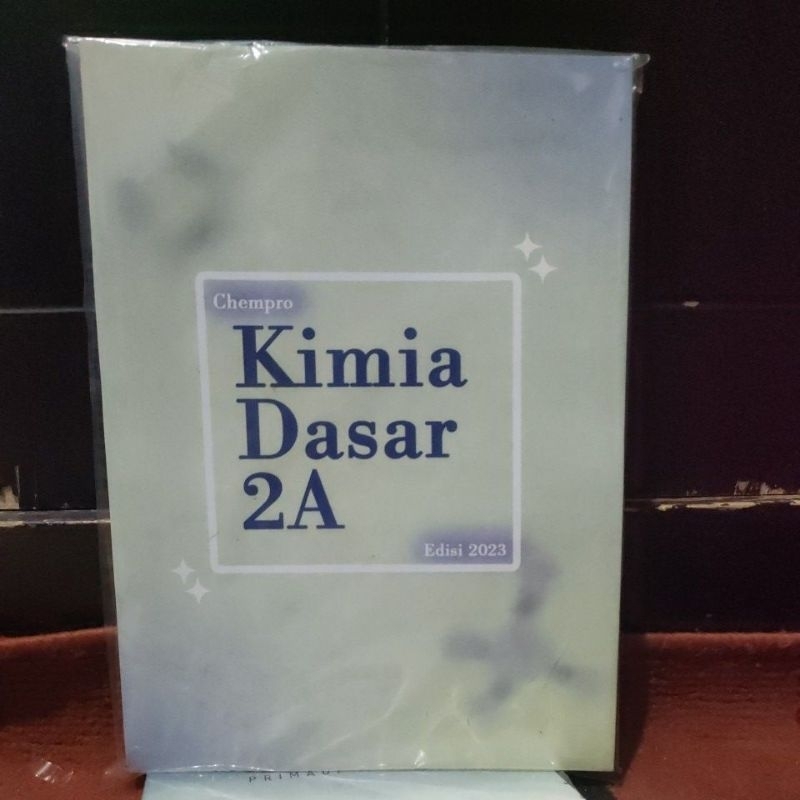 Chempro
Kimia
Dasar
2A
Edisi 2023